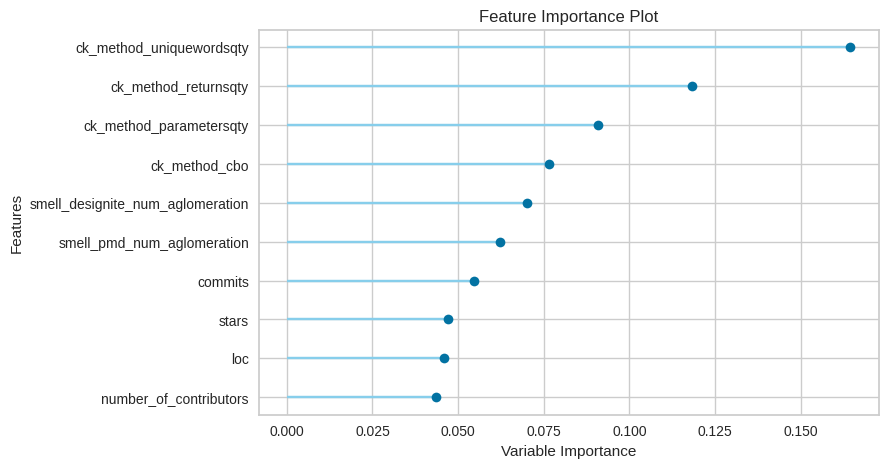 Feature Importance Plot
ck_method_uniquewordsqty
ck_method_returnsqty
ck_method_parametersqty
ck_method_cbo
smell_designite_num_aglomeration
smell_pmd_num_aglomeration
commits
stars
loc
number_of_contributors
Features
0.000 0.025 0.050 0.075 0.100 0.125 0.150
Variable Importance